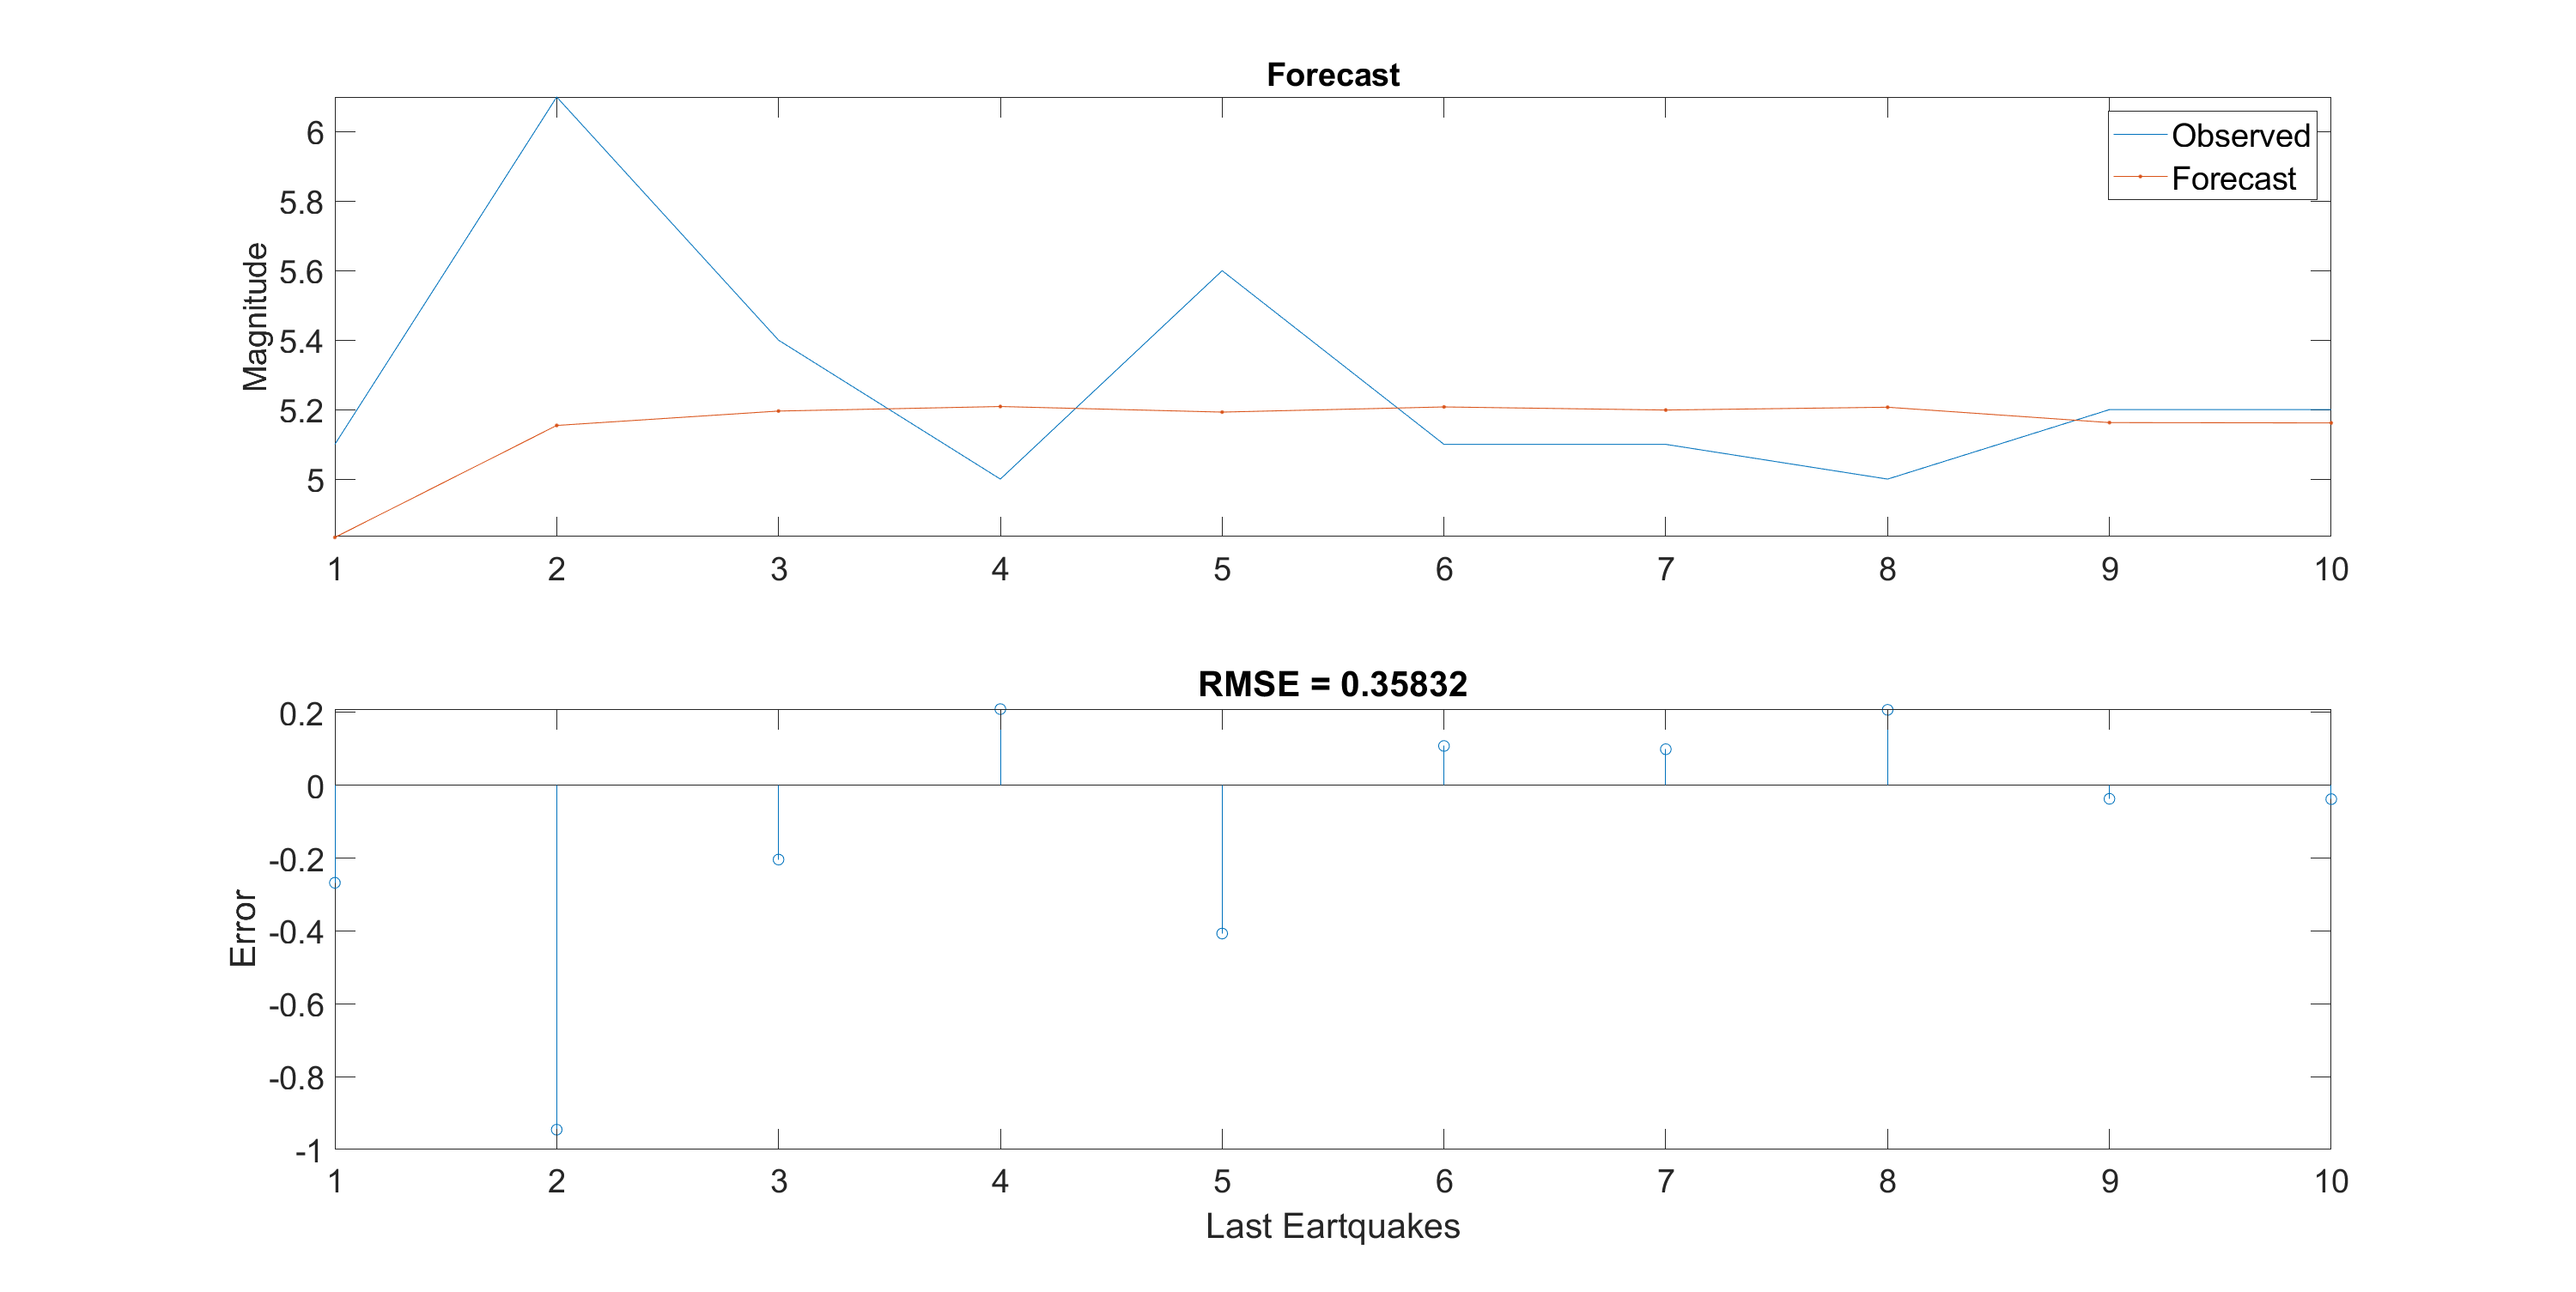 Forecast
Magnitude
6
5.8
5.6
5.4
5.2
5
Observed
Forecast
1 2 3 4 5 6 7 8 9 10
RMSE = 0.35832
Error
0.2
0
-0.2
-0.4
-0.6
-0.8
-1
1 2 3 4 5 6 7 8 9 10
Last Eartquakes